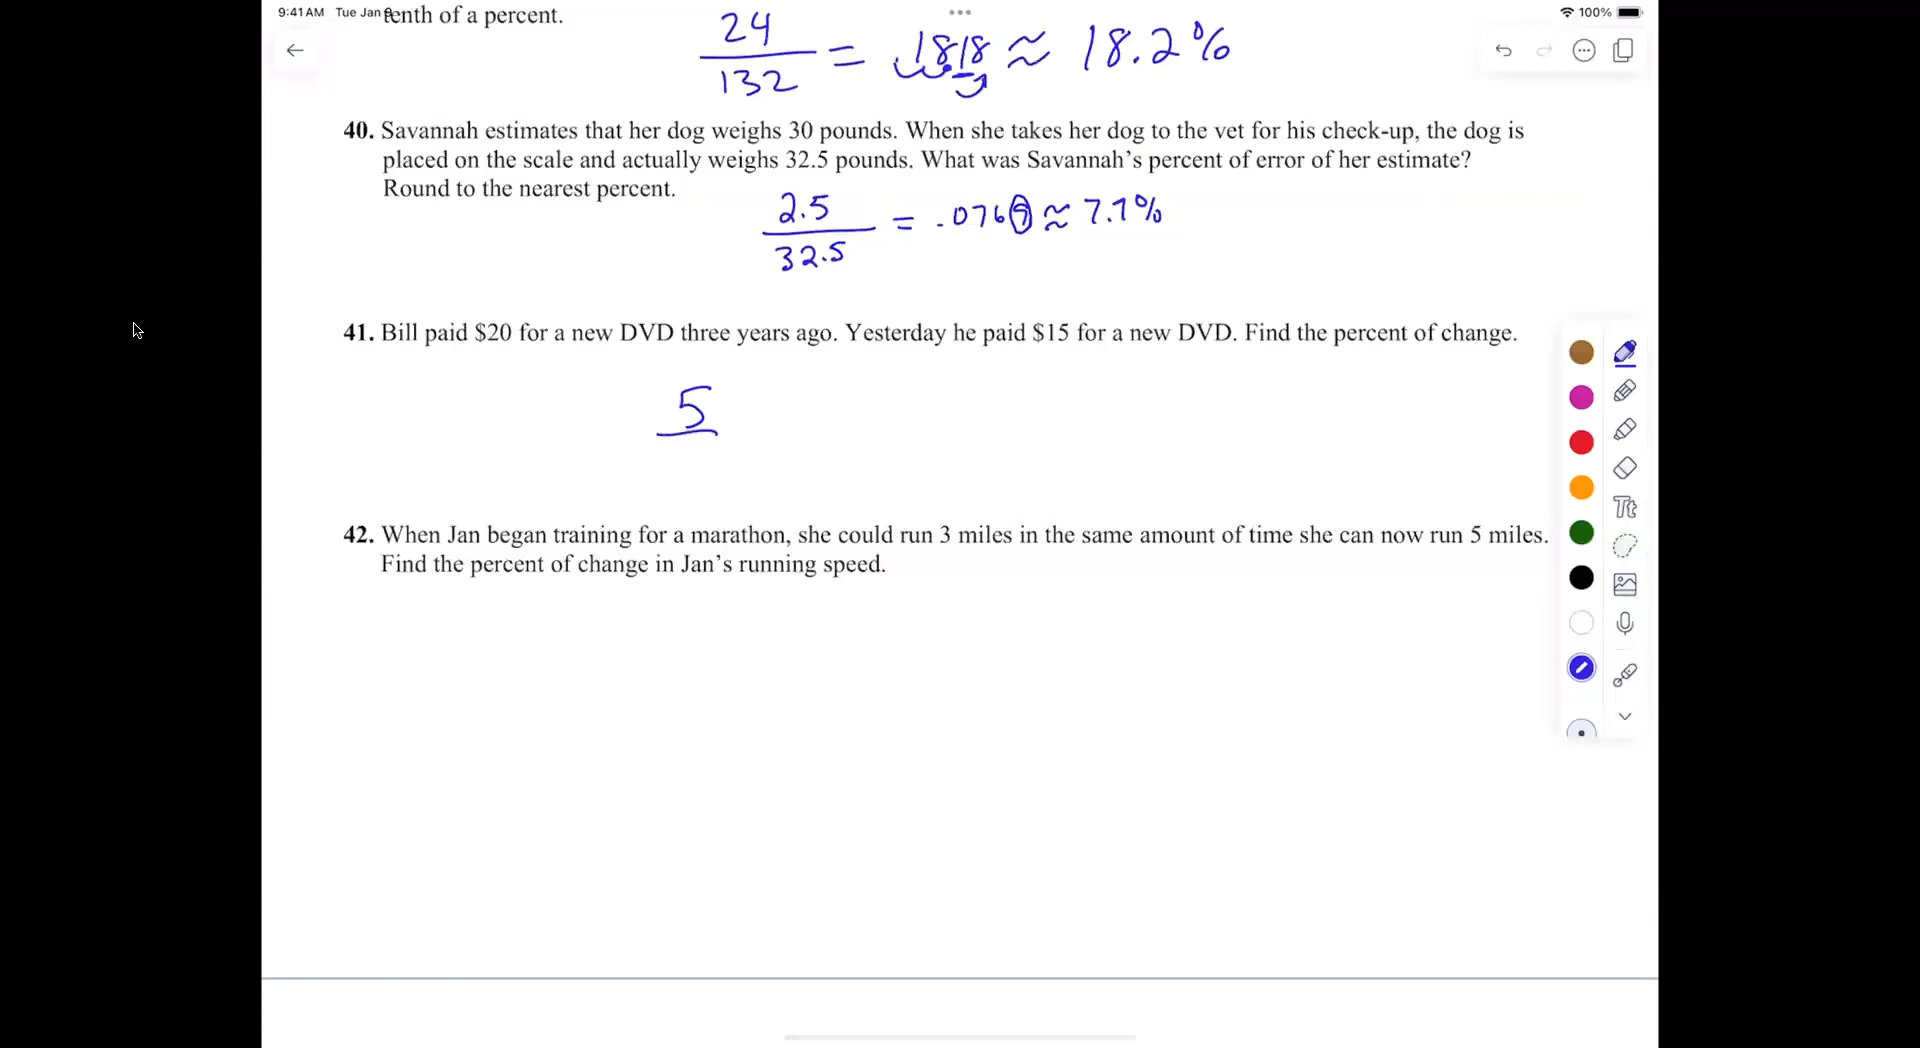 9:41 AM Tue Jan 9
100%
tenth of a percent.
24
132
= .1818 ≈ 18.2%
40. Savannah estimates that her dog weighs 30 pounds. When she takes her dog to the vet for his check-up, the dog is
placed on the scale and actually weighs 32.5 pounds. What was Savannah's percent of error of her estimate?
Round to the nearest percent.
2.5
32.5
= .0769 ≈ 7.7%
41. Bill paid $20 for a new DVD three years ago. Yesterday he paid $15 for a new DVD. Find the percent of change.
5
42. When Jan began training for a marathon, she could run 3 miles in the same amount of time she can now run 5 miles.
Find the percent of change in Jan's running speed.
Tt